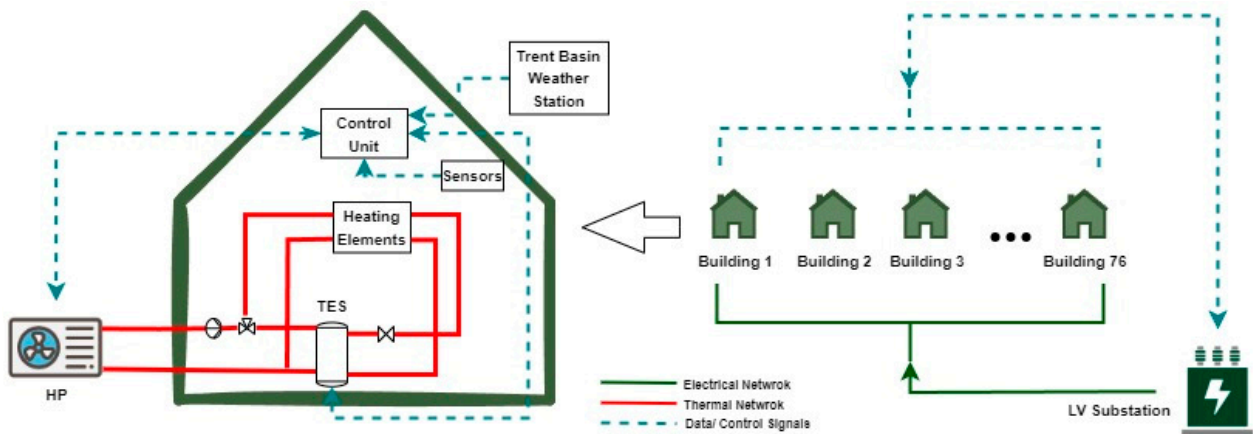 Trent Basin
Weather
Station
Control
Unit
Sensors
Heating
Elements
TES
HP
Building 1
Building 2
Building 3
Building 76
Electrical Netwrok
Thermal Netwrok
Data/ Control Signals
LV Substation